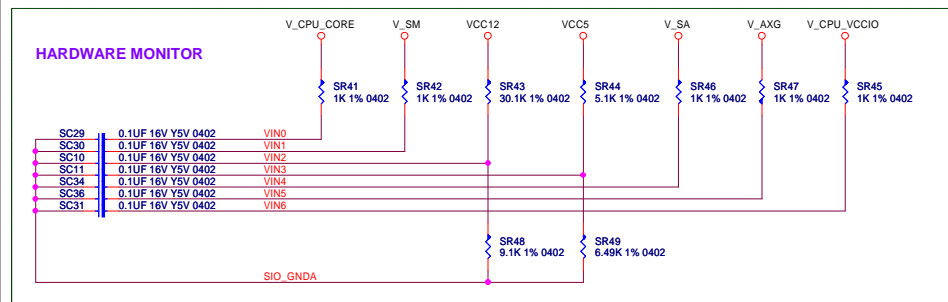 V_CPU_CORE V_SM VCC12 VCC5 V_SA V_AXG V_CPU_VCCIO
HARDWARE MONITOR
SR41 SR42 SR43 SR44 SR46 SR47 SR45
1K 1% 0402 1K 1% 0402 30.1K 1% 0402 5.1K 1% 0402 1K 1% 0402 1K 1% 0402 1K 1% 0402
SC29 0.1UF 16V Y5V 0402 VIN0
SC30 0.1UF 16V Y5V 0402 VIN1
SC10 0.1UF 16V Y5V 0402 VIN2
SC11 0.1UF 16V Y5V 0402 VIN3
SC34 0.1UF 16V Y5V 0402 VIN4
SC36 0.1UF 16V Y5V 0402 VIN5
SC31 0.1UF 16V Y5V 0402 VIN6
SR48 SR49
9.1K 1% 0402 6.49K 1% 0402
SIO_GNDA